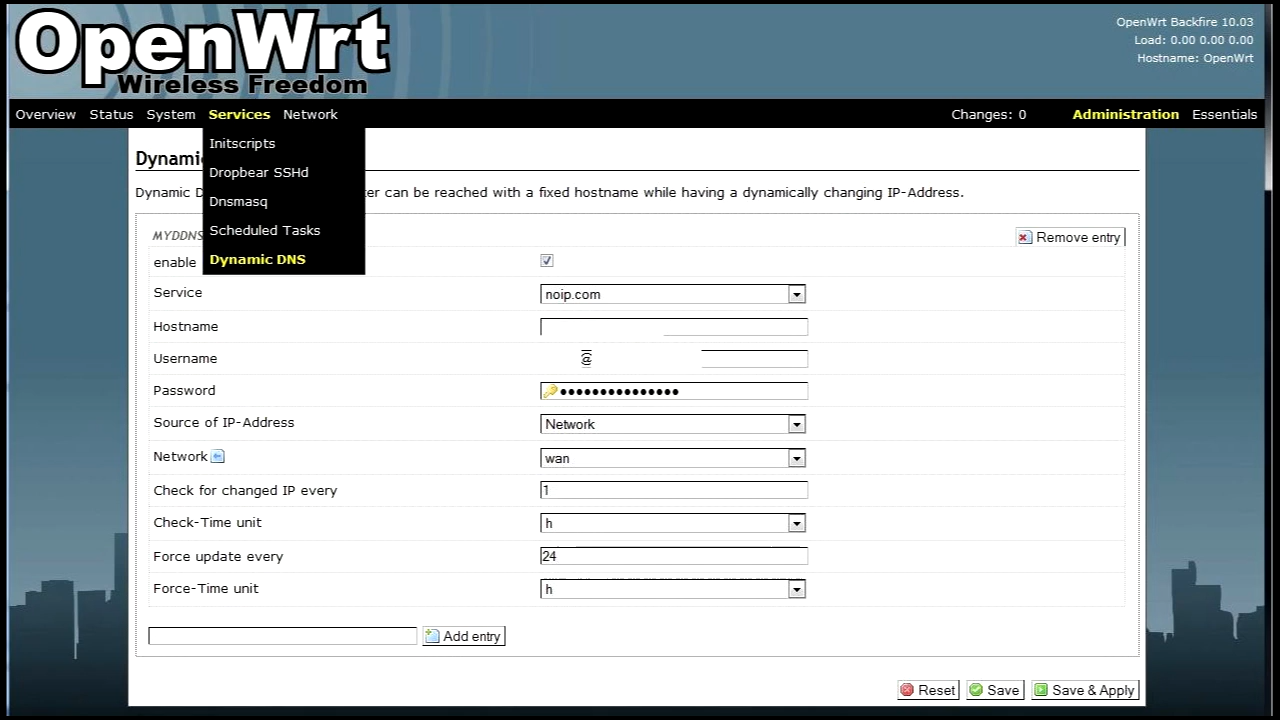 OpenWrt
Wireless Freedom
OpenWrt Backfire 10.03
Load: 0.00 0.00 0.00
Hostname: OpenWrt
Overview Status System Services Network Changes: 0 Administration Essentials
Initscripts
Dropbear SSHd
Dnsmasq
Scheduled Tasks
Dynamic DNS
Dynami
Dynamic D ter can be reached with a fixed hostname while having a dynamically changing IP-Address.
MYDDNS Remove entry
enable
Service noip.com
Hostname
Username @
Password ●●●●●●●●●●●●●●●
Source of IP-Address Network
Network wan
Check for changed IP every 1
Check-Time unit h
Force update every 24
Force-Time unit h
Add entry
Reset Save Save & Apply